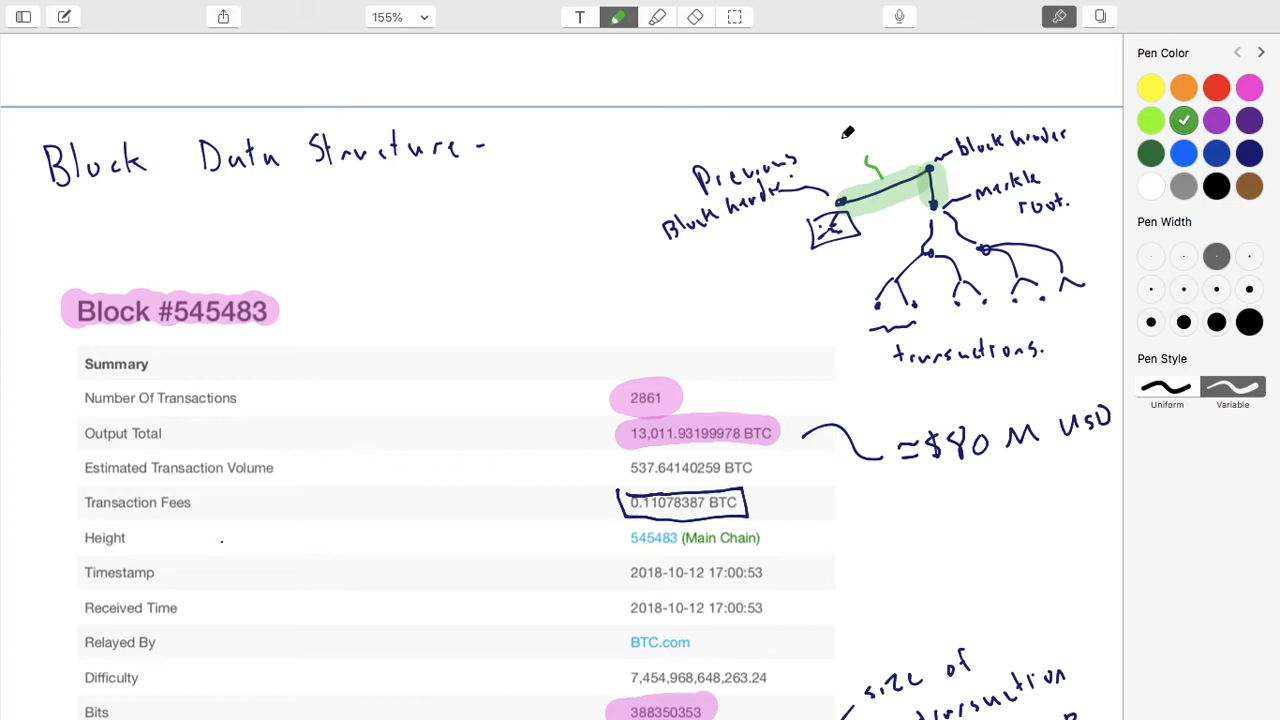 155%
T
Pen Color
Pen Width
Pen Style
Uniform
Variable
Block Data Structure -
Previous
Block header
block header
merkle
root.
transactions.
Block #545483
Summary
Number Of Transactions 2861
Output Total 13,011.93199978 BTC
≃$80 M USD
Estimated Transaction Volume 537.64140259 BTC
Transaction Fees 0.11078387 BTC
Height 545483 (Main Chain)
Timestamp 2018-10-12 17:00:53
Received Time 2018-10-12 17:00:53
Relayed By BTC.com
Difficulty 7,454,968,648,263.24
Bits 388350353
size of
transaction